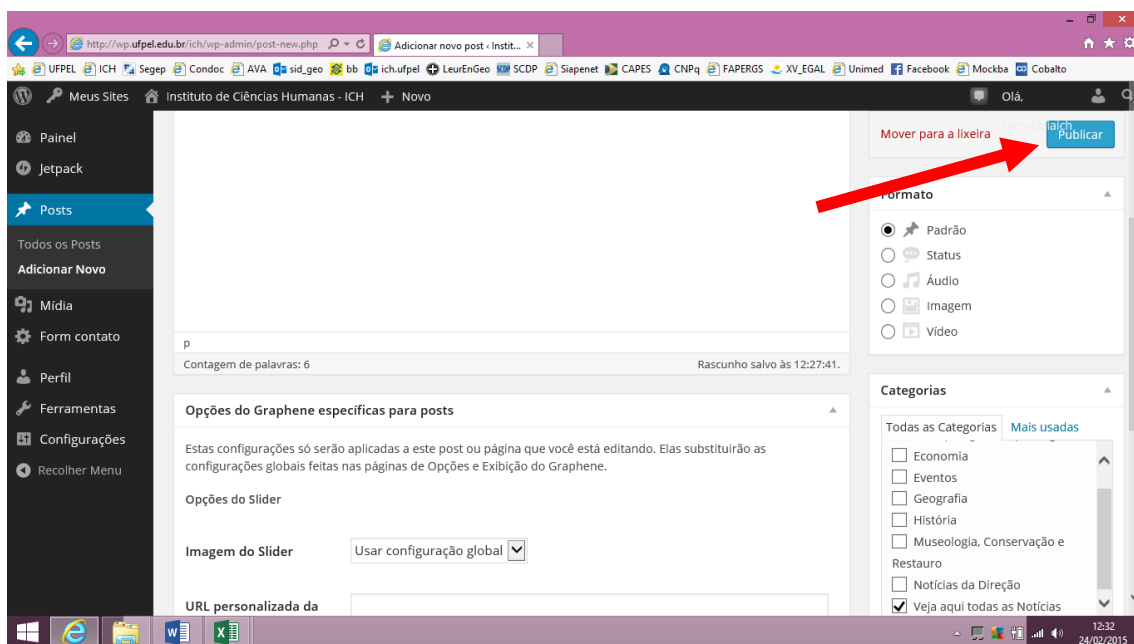 http://wp.ufpel.edu.br/ich/wp-admin/post-new.php
Adicionar novo post ‹ Instit...
UFPEL ICH Segep Condoc AVA sid_geo bb ich.ufpel LeurEnGeo SCDP Siapenet CAPES CNPq FAPERGS XV_EGAL Unimed Facebook Mockba Cobalto
Meus Sites Instituto de Ciências Humanas - ICH + Novo Olá,
Painel
Jetpack
Posts
Todos os Posts
Adicionar Novo
Mídia
Form contato
Perfil
Ferramentas
Configurações
Recolher Menu
p
Contagem de palavras: 6 Rascunho salvo às 12:27:41.
Opções do Graphene específicas para posts
Estas configurações só serão aplicadas a este post ou página que você está editando. Elas substituirão as
configurações globais feitas nas páginas de Opções e Exibição do Graphene.
Opções do Slider
Imagem do Slider Usar configuração global
URL personalizada da
Mover para a lixeira Publicar
Formato
Padrão
Status
Áudio
Imagem
Vídeo
Categorias
Todas as Categorias Mais usadas
Economia
Eventos
Geografia
História
Museologia, Conservação e
Restauro
Notícias da Direção
Veja aqui todas as Notícias
12:32
24/02/2015